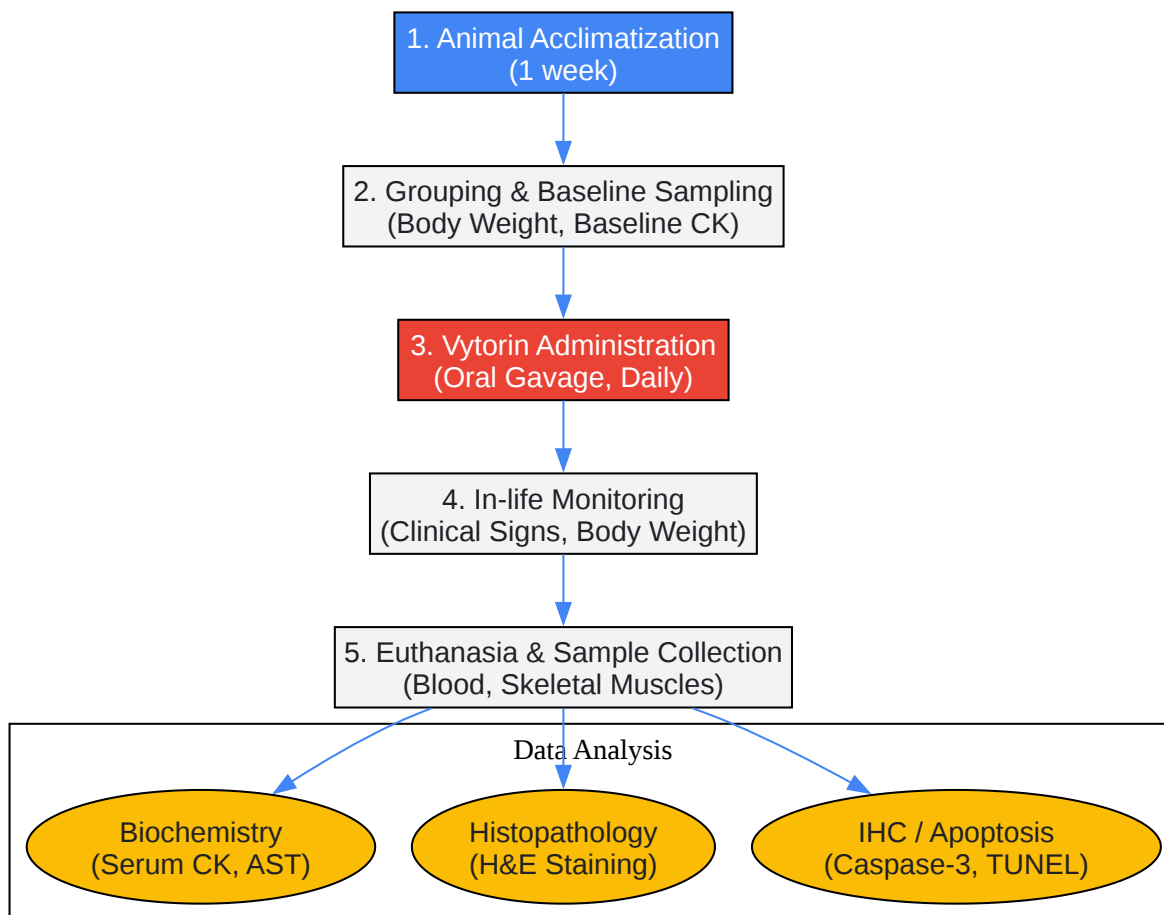 1. Animal Acclimatization
(1 week)
2. Grouping & Baseline Sampling
(Body Weight, Baseline CK)
3. Vytorin Administration
(Oral Gavage, Daily)
4. In-life Monitoring
(Clinical Signs, Body Weight)
5. Euthanasia & Sample Collection
(Blood, Skeletal Muscles)
Data Analysis
Biochemistry
(Serum CK, AST)
Histopathology
(H&E Staining)
IHC / Apoptosis
(Caspase-3, TUNEL)